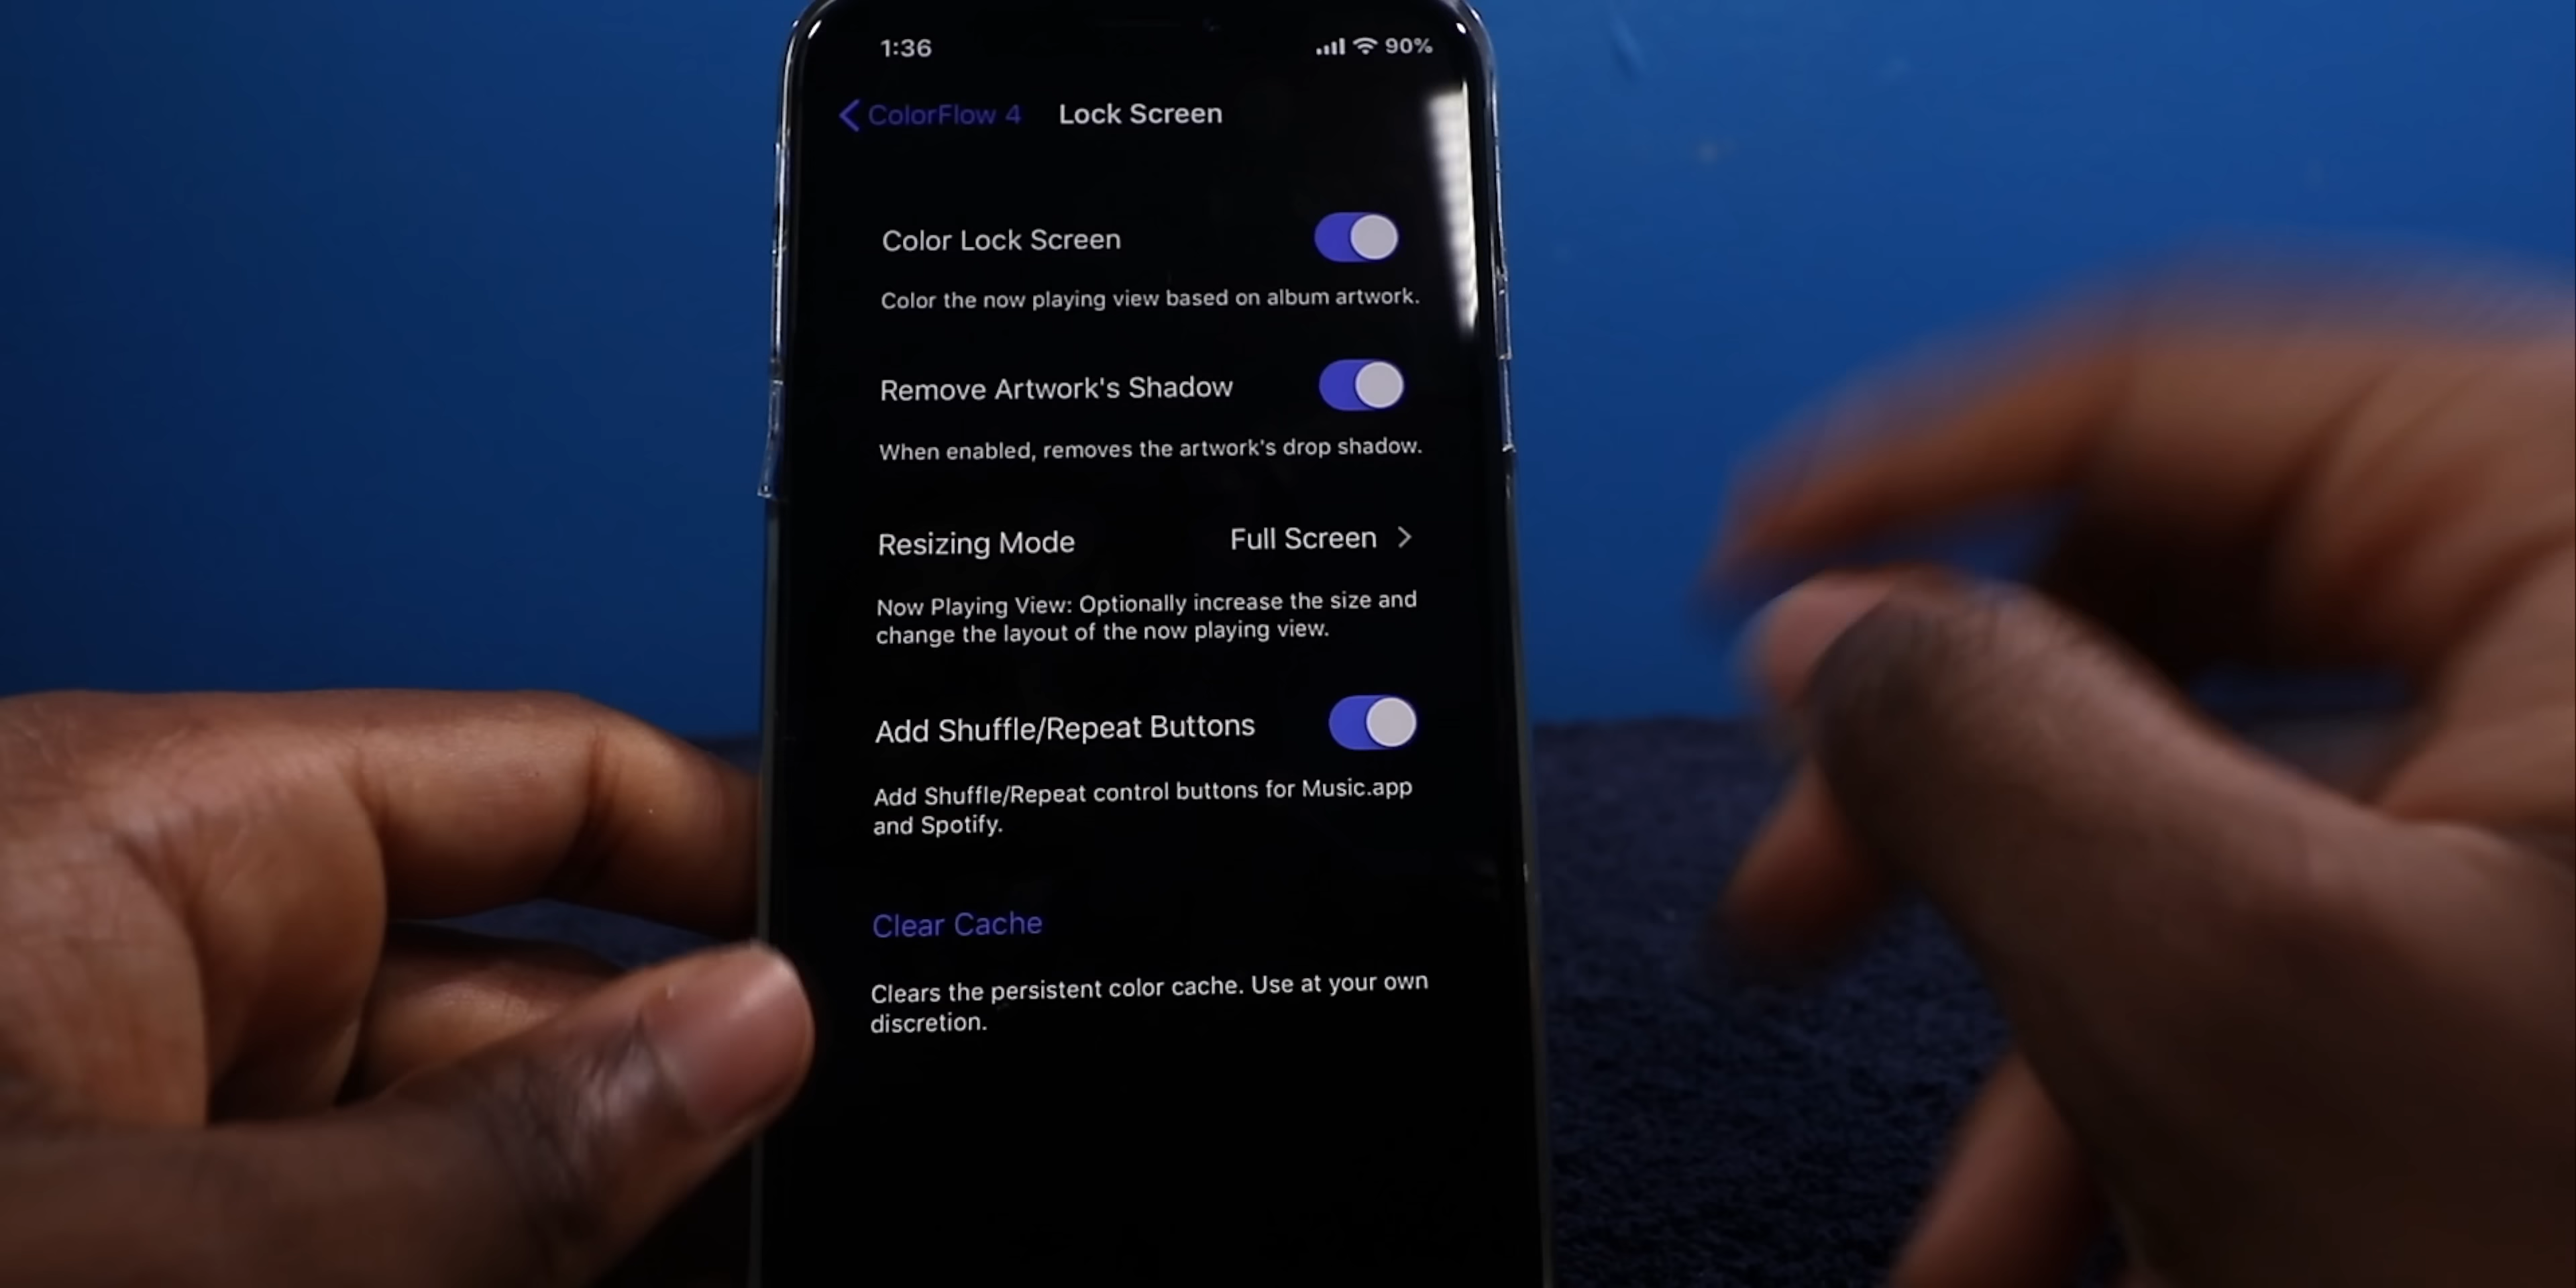 1:36
90%
ColorFlow 4
Lock Screen
Color Lock Screen
Color the now playing view based on album artwork.
Remove Artwork's Shadow
When enabled, removes the artwork's drop shadow.
Resizing Mode
Full Screen
Now Playing View: Optionally increase the size and
change the layout of the now playing view.
Add Shuffle/Repeat Buttons
Add Shuffle/Repeat control buttons for Music.app
and Spotify.
Clear Cache
Clears the persistent color cache. Use at your own
discretion.